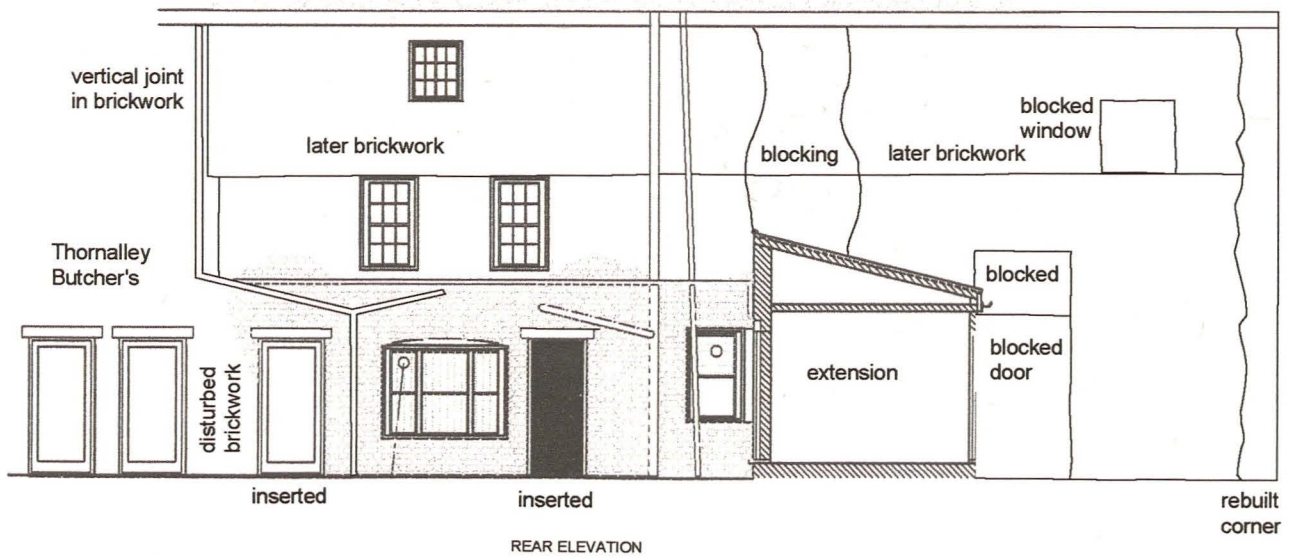 vertical joint
in brickwork
later brickwork
blocking
later brickwork
blocked
window
Thornalley
Butcher's
disturbed
brickwork
blocked
blocked
door
extension
inserted
inserted
rebuilt
corner
REAR ELEVATION